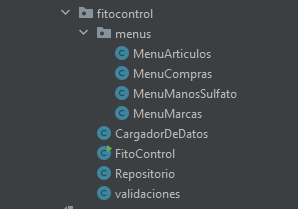 fitocontrol
menus
MenuArticulos
MenuCompras
MenuManosSulfato
MenuMarcas
CargadorDeDatos
FitoControl
Repositorio
validaciones